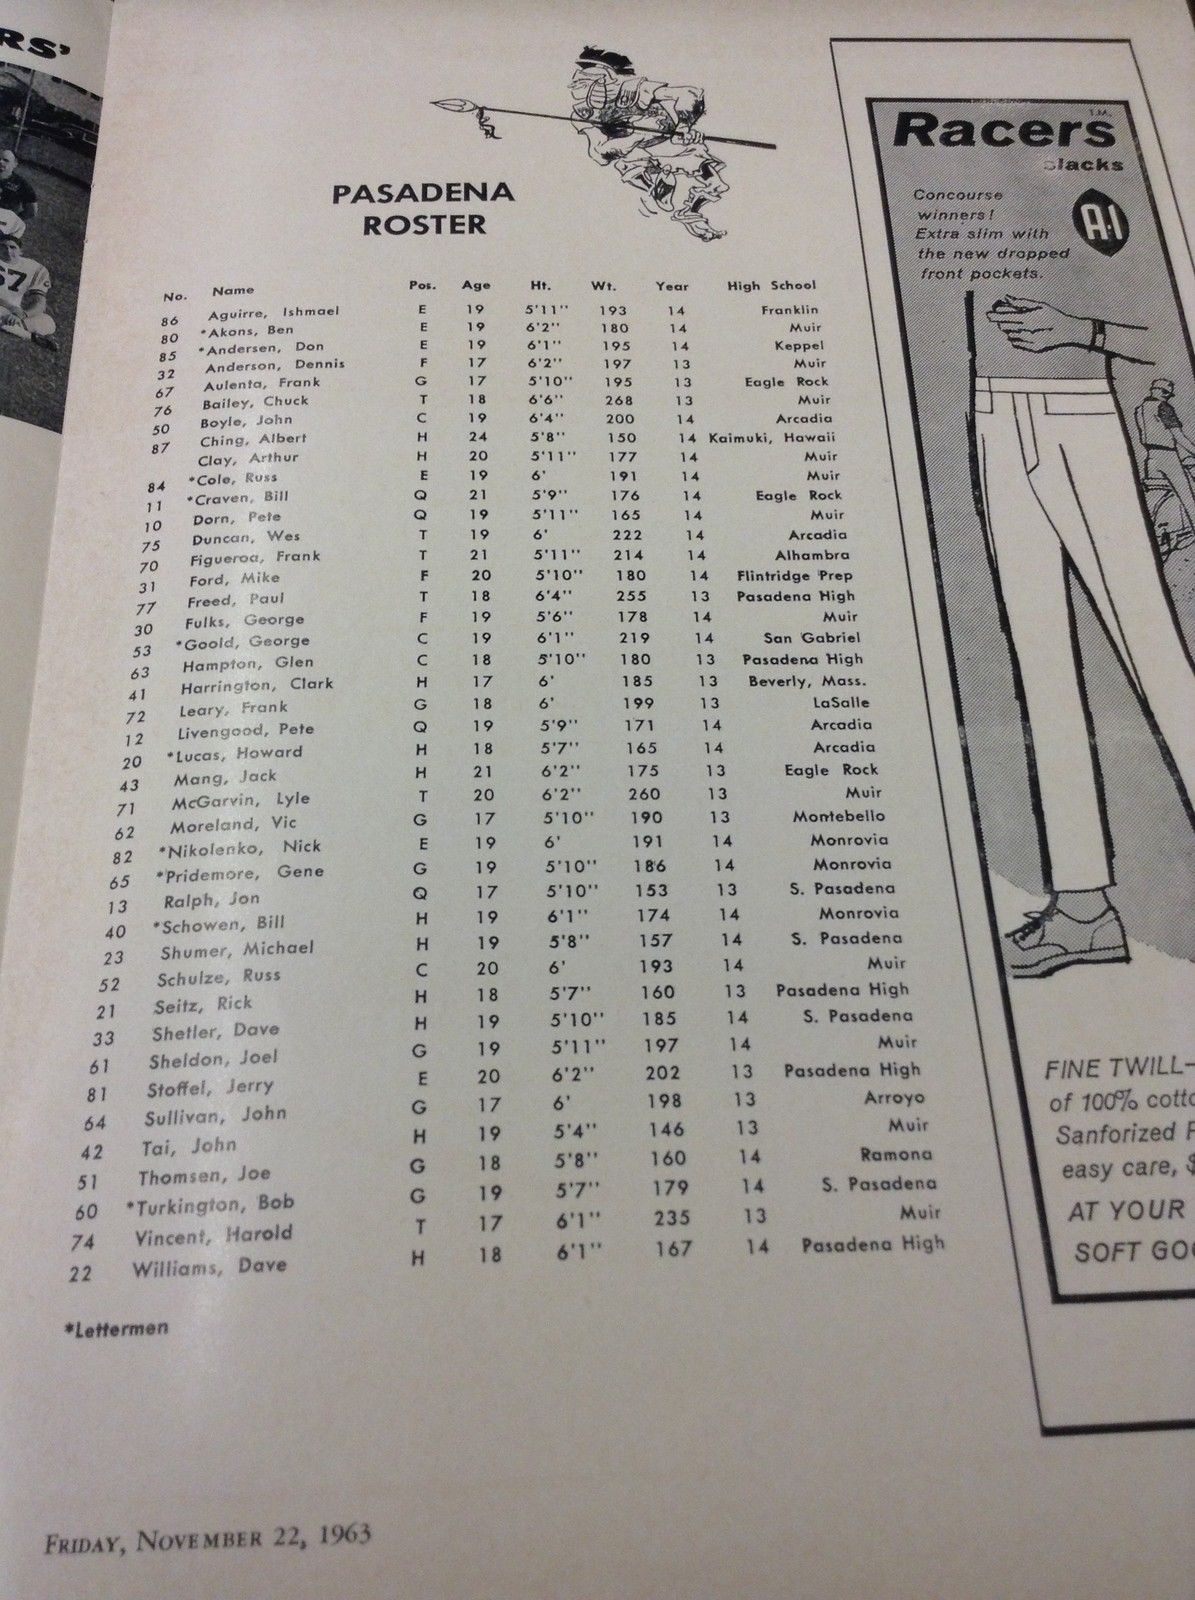 RS'
67
PASADENA
ROSTER
No. Name Pos. Age Ht. Wt. Year High School
86 Aguirre, Ishmael E 19 5'11" 193 14 Franklin
80 *Akons, Ben E 19 6'2" 180 14 Muir
85 *Andersen, Don E 19 6'1" 195 14 Keppel
32 Anderson, Dennis F 17 6'2" 197 13 Muir
67 Aulenta, Frank G 17 5'10" 195 13 Eagle Rock
76 Bailey, Chuck T 18 6'6" 268 13 Muir
50 Boyle, John C 19 6'4" 200 14 Arcadia
87 Ching, Albert H 24 5'8" 150 14 Kaimuki, Hawaii
Clay, Arthur H 20 5'11" 177 14 Muir
84 *Cole, Russ E 19 6' 191 14 Muir
11 *Craven, Bill Q 21 5'9" 176 14 Eagle Rock
10 Dorn, Pete Q 19 5'11" 165 14 Muir
75 Duncan, Wes T 19 6' 222 14 Arcadia
70 Figueroa, Frank T 21 5'11" 214 14 Alhambra
31 Ford, Mike F 20 5'10" 180 14 Flintridge Prep
77 Freed, Paul T 18 6'4" 255 13 Pasadena High
30 Fulks, George F 19 5'6" 178 14 Muir
53 *Goold, George C 19 6'1" 219 14 San Gabriel
63 Hampton, Glen C 18 5'10" 180 13 Pasadena High
41 Harrington, Clark H 17 6' 185 13 Beverly, Mass.
72 Leary, Frank G 18 6' 199 13 LaSalle
12 Livengood, Pete Q 19 5'9" 171 14 Arcadia
20 *Lucas, Howard H 18 5'7" 165 14 Arcadia
43 Mang, Jack H 21 6'2" 175 13 Eagle Rock
71 McGarvin, Lyle T 20 6'2" 260 13 Muir
62 Moreland, Vic G 17 5'10" 190 13 Montebello
82 *Nikolenko, Nick E 19 6' 191 14 Monrovia
65 *Pridemore, Gene G 19 5'10" 186 14 Monrovia
13 Ralph, Jon Q 17 5'10" 153 13 S. Pasadena
40 *Schowen, Bill H 19 6'1" 174 14 Monrovia
23 Shumer, Michael H 19 5'8" 157 14 S. Pasadena
52 Schulze, Russ C 20 6' 193 14 Muir
21 Seitz, Rick H 18 5'7" 160 13 Pasadena High
33 Shetler, Dave H 19 5'10" 185 14 S. Pasadena
61 Sheldon, Joel G 19 5'11" 197 14 Muir
81 Stoffel, Jerry E 20 6'2" 202 13 Pasadena High
64 Sullivan, John G 17 6' 198 13 Arroyo
42 Tai, John H 19 5'4" 146 13 Muir
51 Thomsen, Joe G 18 5'8" 160 14 Ramona
60 *Turkington, Bob G 19 5'7" 179 14 S. Pasadena
74 Vincent, Harold T 17 6'1" 235 13 Muir
22 Williams, Dave H 18 6'1" 167 14 Pasadena High
*Lettermen
FRIDAY, NOVEMBER 22, 1963
Racers T.M.
slacks
Concourse
winners!
Extra slim with
the new dropped
front pockets.
A-1
FINE TWILL—
of 100% cotto
Sanforized P
easy care, $
AT YOUR
SOFT GO